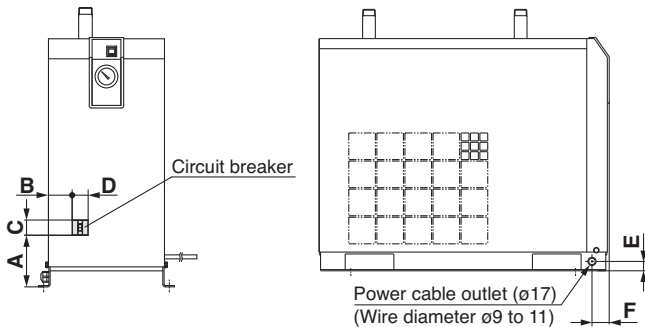 B
D
Circuit breaker
C
A
E
Power cable outlet (ø17)
(Wire diameter ø9 to 11)
F